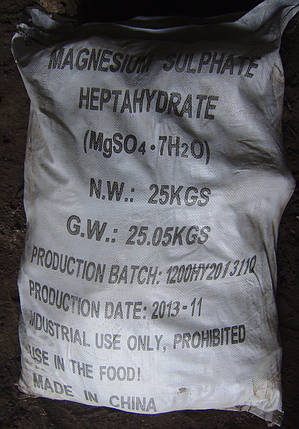 MAGNESIUM SULPHATE
HEPTAHYDRATE
(MgSO4·7H2O)
N.W.: 25KGS
G.W.: 25.05KGS
PRODUCTION BATCH: 1200HY2013110
PRODUCTION DATE: 2013-11
INDUSTRIAL USE ONLY, PROHIBITED
USE IN THE FOOD!
MADE IN CHINA